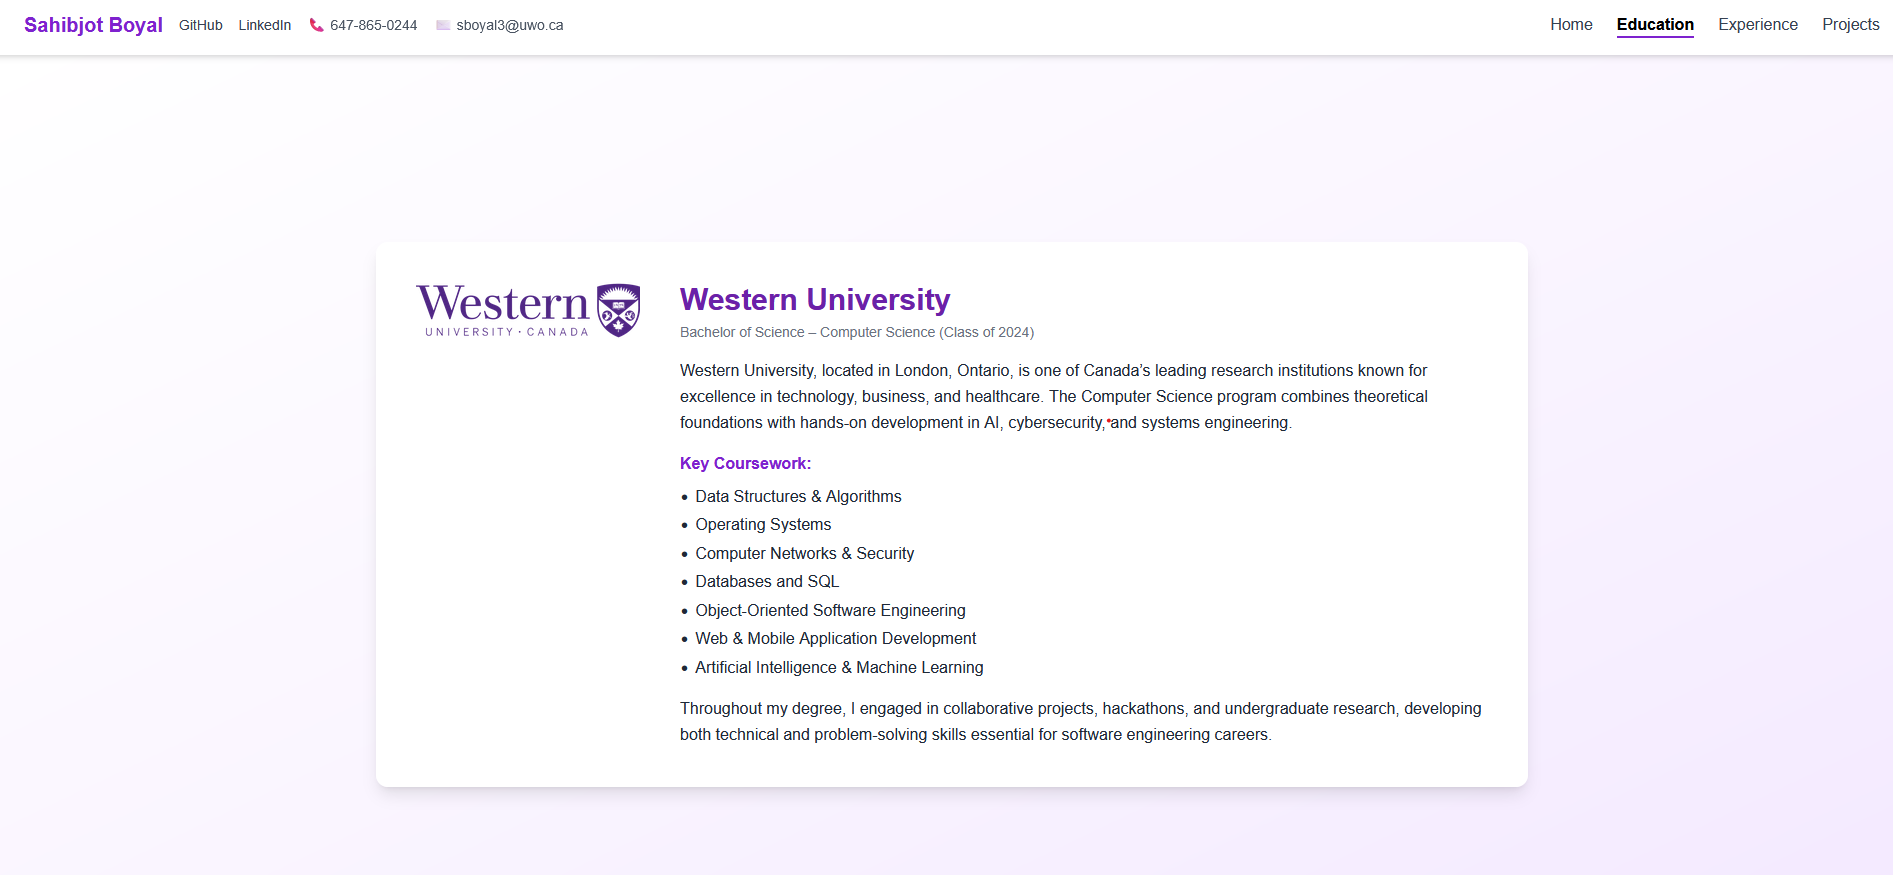 Sahibjot Boyal GitHub LinkedIn 647-865-0244 sboyal3@uwo.ca Home Education Experience Projects
Western
UNIVERSITY · CANADA
Western University
Bachelor of Science – Computer Science (Class of 2024)
Western University, located in London, Ontario, is one of Canada’s leading research institutions known for
excellence in technology, business, and healthcare. The Computer Science program combines theoretical
foundations with hands-on development in AI, cybersecurity, and systems engineering.
Key Coursework:
• Data Structures & Algorithms
• Operating Systems
• Computer Networks & Security
• Databases and SQL
• Object-Oriented Software Engineering
• Web & Mobile Application Development
• Artificial Intelligence & Machine Learning
Throughout my degree, I engaged in collaborative projects, hackathons, and undergraduate research, developing
both technical and problem-solving skills essential for software engineering careers.